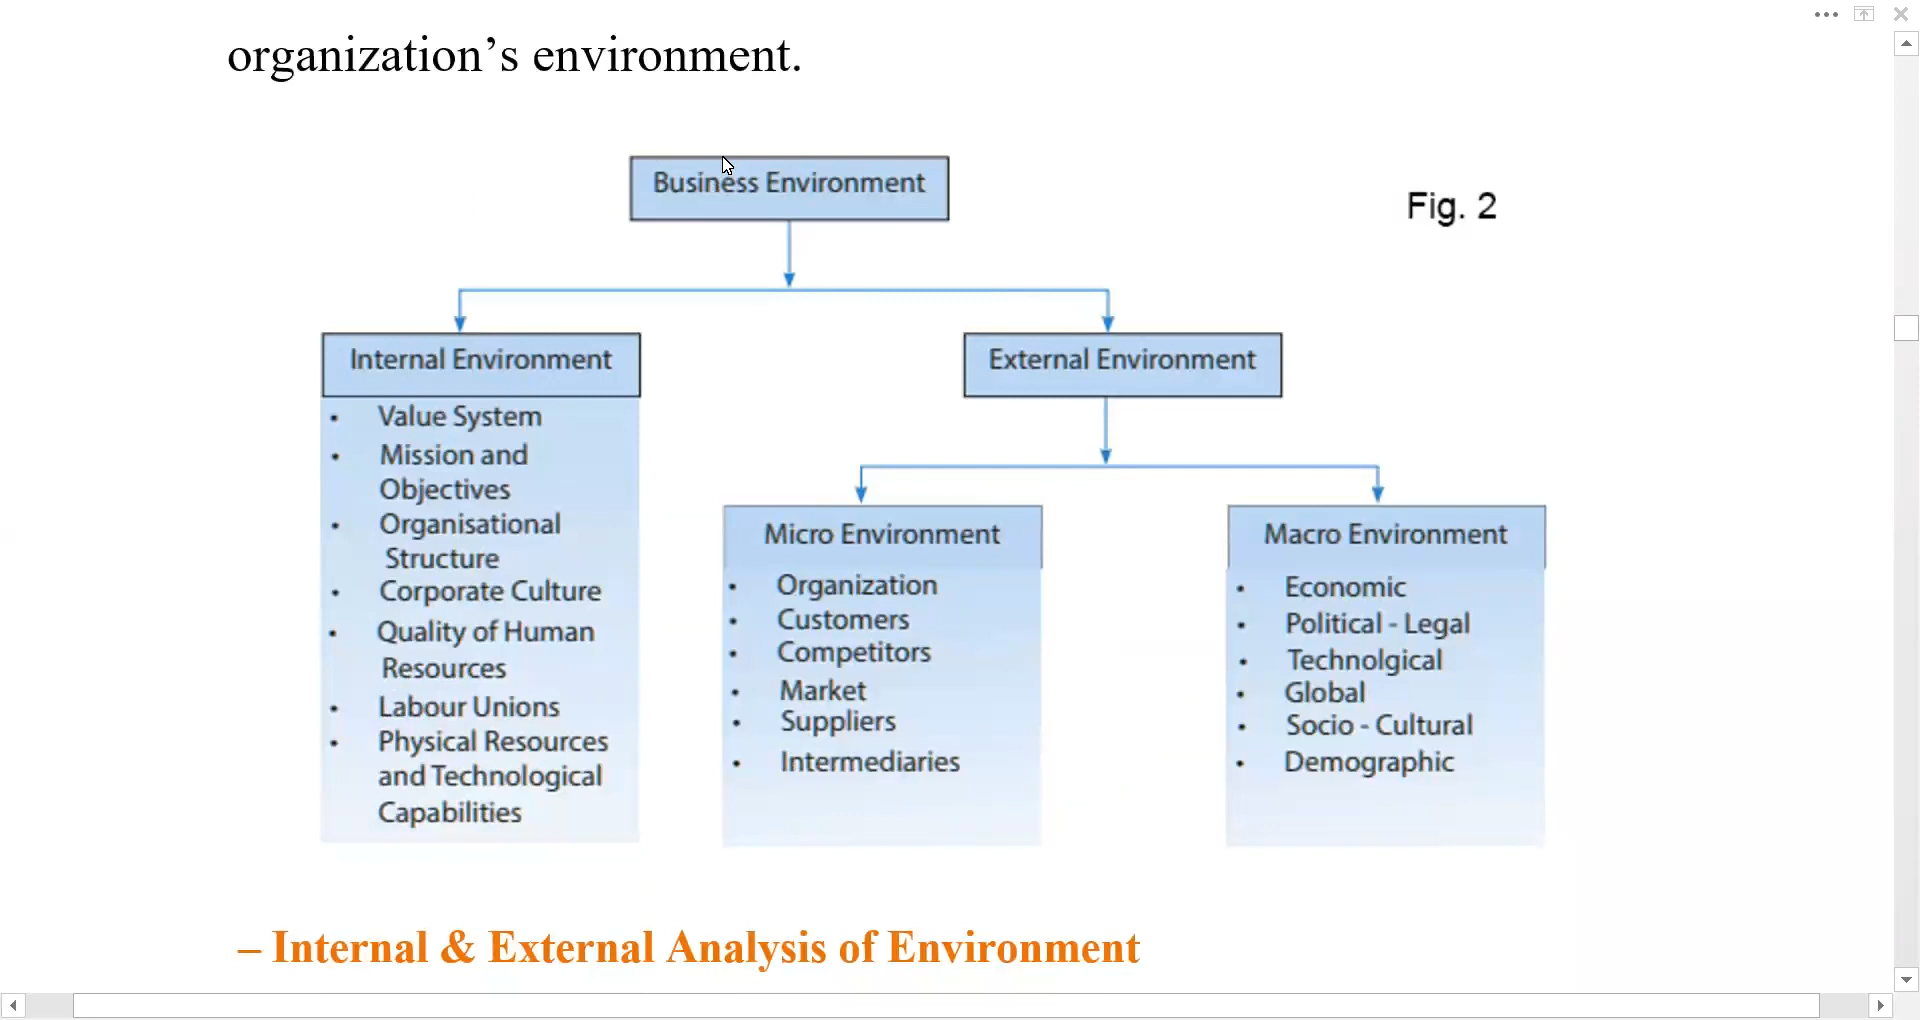 organization’s environment.
Business Environment
Fig. 2
Internal Environment
• Value System
• Mission and
Objectives
• Organisational
Structure
• Corporate Culture
• Quality of Human
Resources
• Labour Unions
• Physical Resources
and Technological
Capabilities
External Environment
Micro Environment
• Organization
• Customers
• Competitors
• Market
• Suppliers
• Intermediaries
Macro Environment
• Economic
• Political - Legal
• Technolgical
• Global
• Socio - Cultural
• Demographic
– Internal & External Analysis of Environment